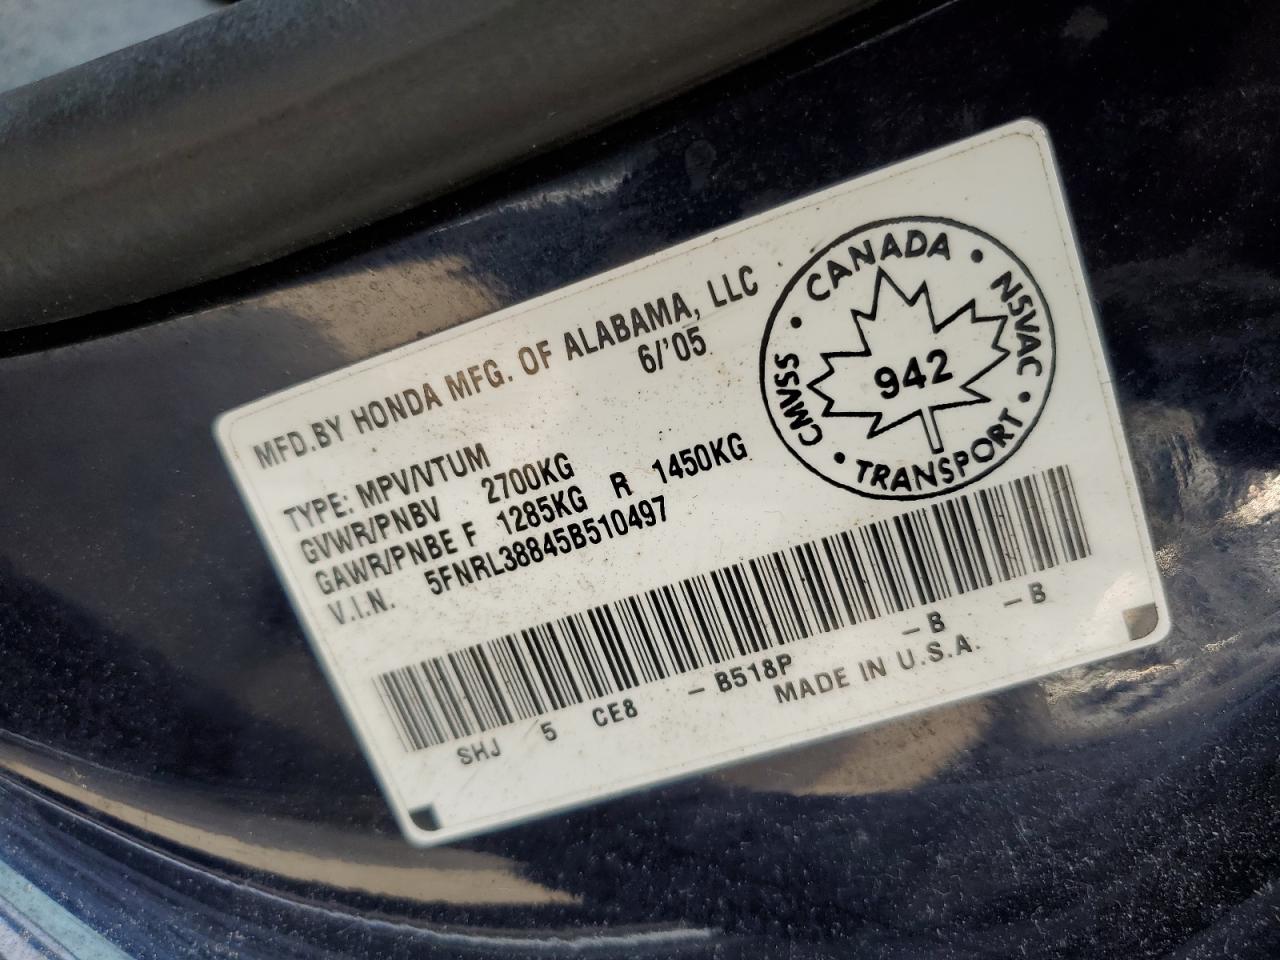 MFD.BY HONDA MFG. OF ALABAMA, LLC
6/'05
TYPE: MPV/VTUM
GVWR/PNBV 2700KG
GAWR/PNBE F 1285KG R 1450KG
V.I.N. 5FNRL38845B510497
CANADA • NSVAC • TRANSPORT • CMVSS •
942
SHJ 5 CE8 – B518P – B – B
MADE IN U.S.A.